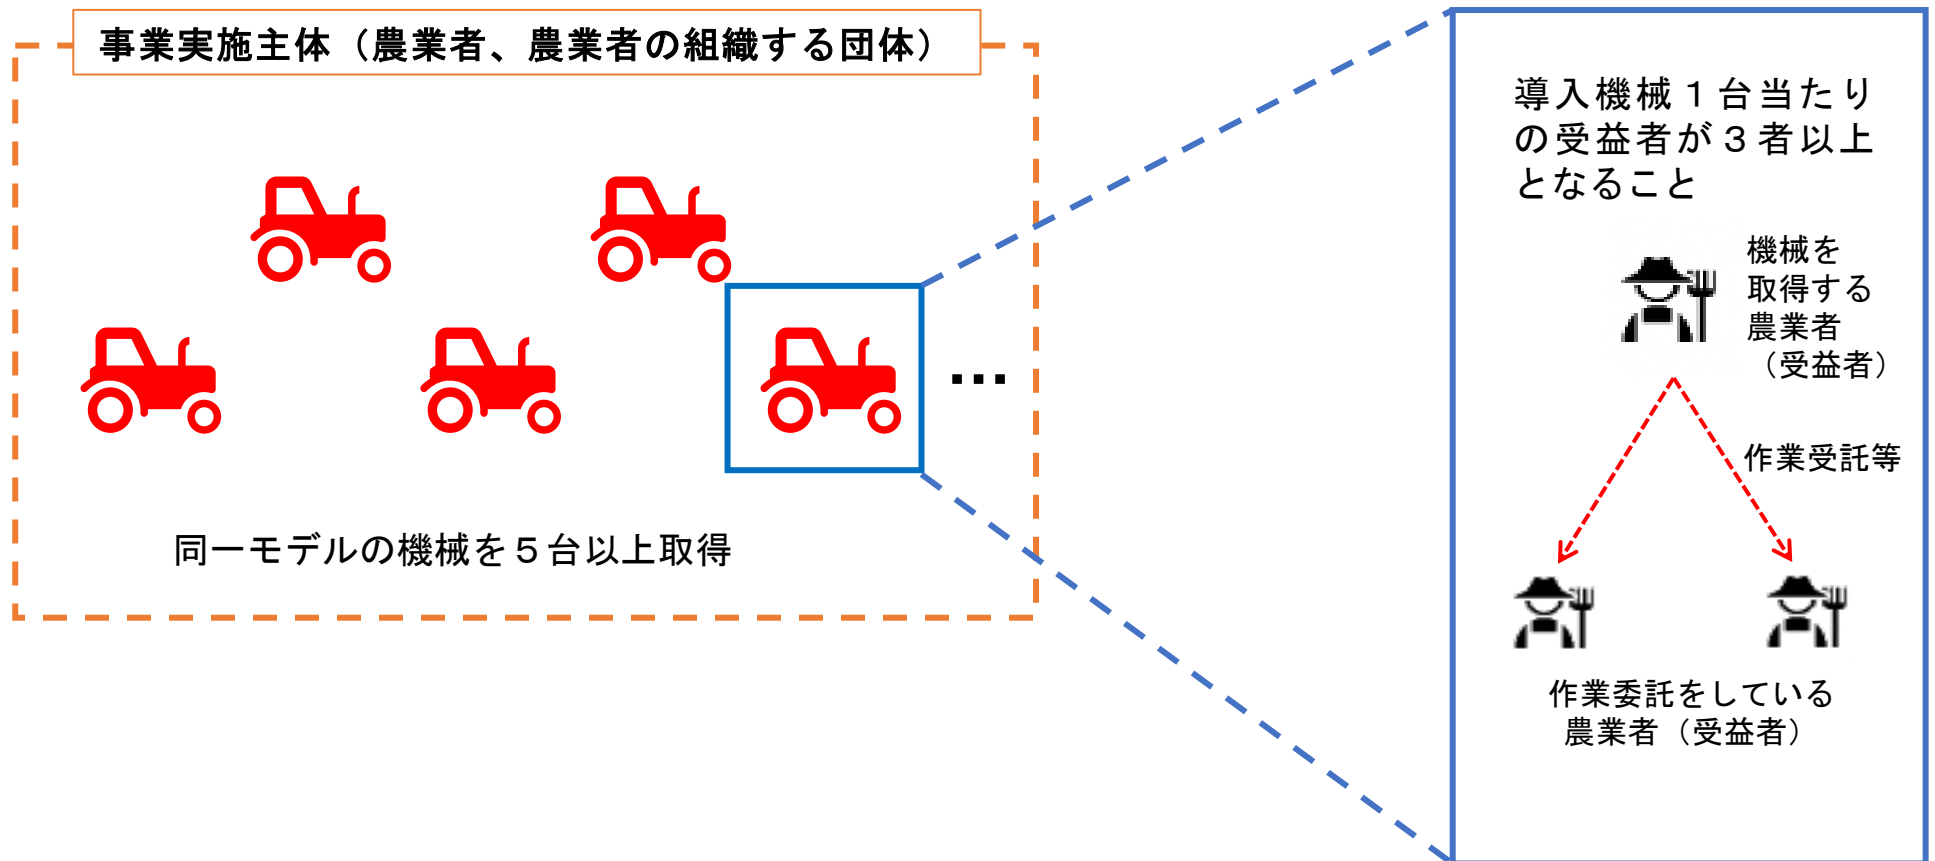 事業実施主体（農業者、農業者の組織する団体）
…
同一モデルの機械を５台以上取得
導入機械１台当たり
の受益者が３者以上
となること
機械を
取得する
農業者
（受益者）
作業受託等
作業委託をしている
農業者（受益者）